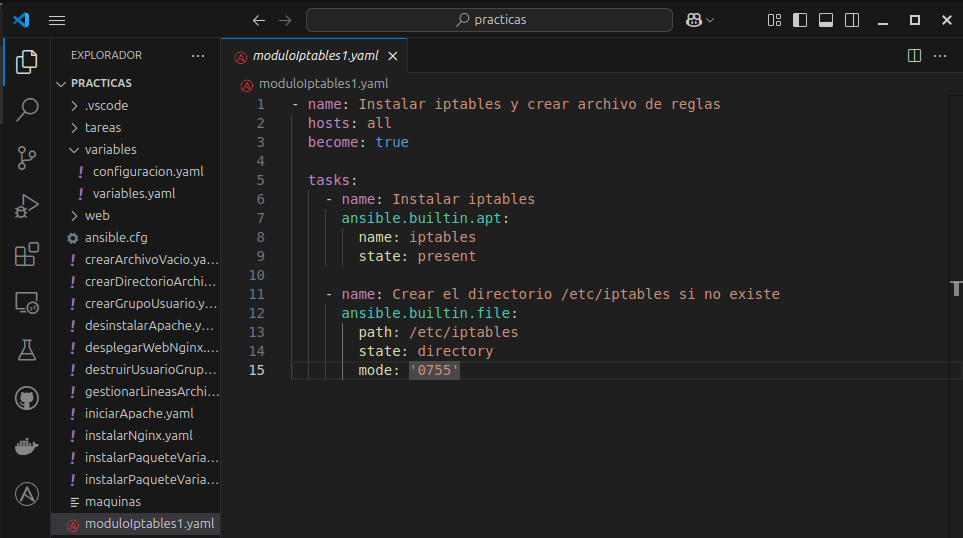 practicas
EXPLORADOR
moduloIptables1.yaml
PRACTICAS
.vscode
tareas
variables
configuracion.yaml
variables.yaml
web
ansible.cfg
crearArchivoVacio.ya...
crearDirectorioArchi...
crearGrupoUsuario.y...
desinstalarApache.y...
desplegarWebNginx....
destruirUsuarioGrup...
gestionarLineasArchi...
iniciarApache.yaml
instalarNginx.yaml
instalarPaqueteVaria...
instalarPaqueteVaria...
maquinas
moduloIptables1.yaml
moduloIptables1.yaml
1 - name: Instalar iptables y crear archivo de reglas
2 hosts: all
3 become: true
4
5 tasks:
6 - name: Instalar iptables
7 ansible.builtin.apt:
8 name: iptables
9 state: present
10
11 - name: Crear el directorio /etc/iptables si no existe
12 ansible.builtin.file:
13 path: /etc/iptables
14 state: directory
15 mode: '0755'